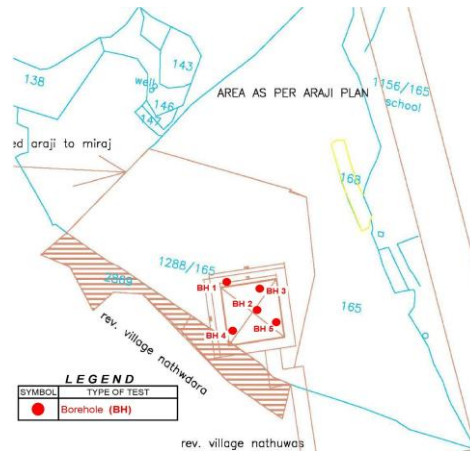 143
138
well
146
147
AREA AS PER ARAJI PLAN
1156/165
school
ed araji to miraj
168
1288/165
2869
BH 1
BH 3
BH 2
BH 4
BH 5
165
rev. village nathwdara
LEGEND
SYMBOL TYPE OF TEST
Borehole (BH)
rev. village nathuwas